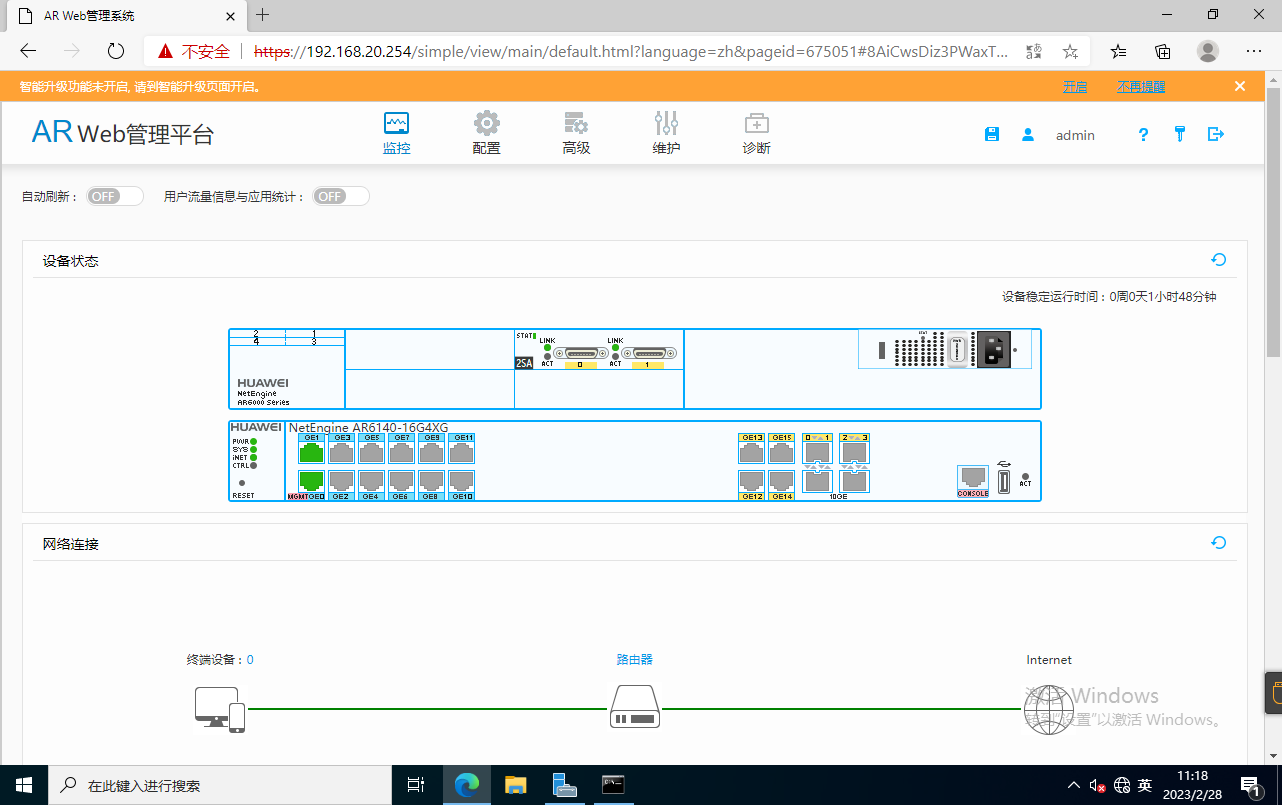 AR Web管理系统
不安全
https://192.168.20.254/simple/view/main/default.html?language=zh&pageid=675051#8AiCwsDiz3PWaxT...
智能升级功能未开启, 请到智能升级页面开启。 开启 不再提醒
AR Web管理平台
监控 配置 高级 维护 诊断
admin
自动刷新： OFF 用户流量信息与应用统计： OFF
设备状态
设备稳定运行时间：0周0天1小时48分钟
2 1
4 3
STAT
LINK LINK
2SA ACT 0 ACT 1
HUAWEI
NetEngine
AR6000 Series
HUAWEI NetEngine AR6140-16G4XG
GE1 GE3 GE5 GE7 GE9 GE11 GE13 GE15 0 1 2 3
PWR
SYS
iNET
CTRL
RESET
MGMTGE0 GE2 GE4 GE6 GE8 GE10 GE12 GE14 10GE
CONSOLE ACT
网络连接
终端设备：0 路由器 Internet
激活 Windows
转到"设置"以激活 Windows。
在此键入进行搜索
英
11:18
2023/2/28
1